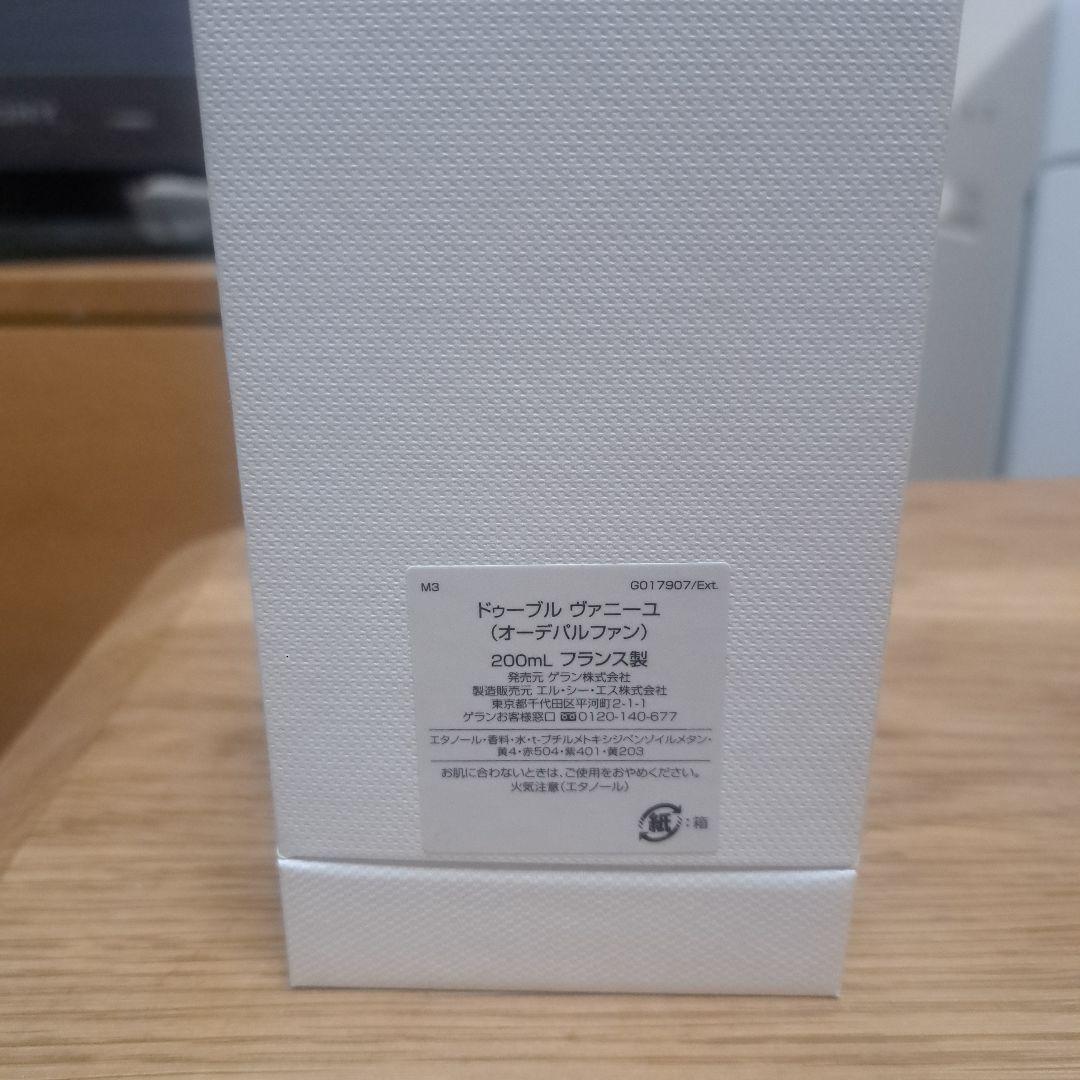 M3 G017907/Ext.
ドゥーブル ヴァニーユ
(オーデパルファン)
200mL フランス製
発売元 ゲラン株式会社
製造販売元 エル・シー・エス株式会社
東京都千代田区平河町2-1-1
ゲランお客様窓口 0120-140-677
エタノール・香料・水・t-ブチルメトキシジベンゾイルメタン・
黄4・赤504・紫401・黄203
お肌に合わないときは、ご使用をおやめください。
火気注意(エタノール)
紙:箱